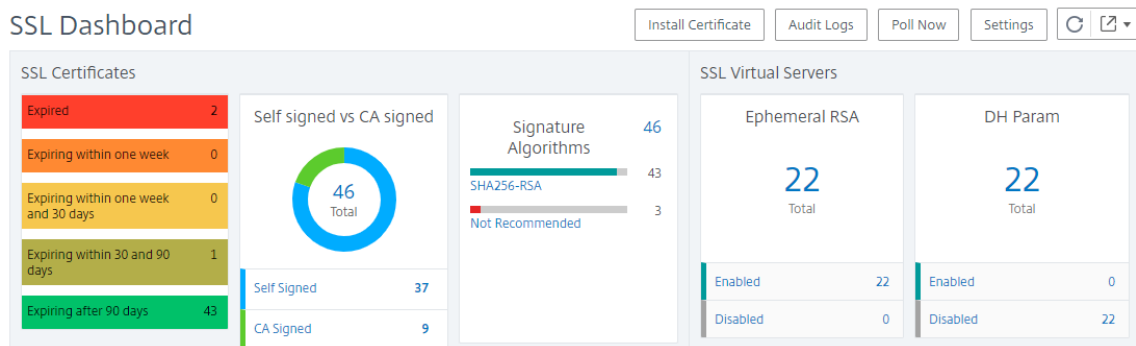 SSL Dashboard
Install Certificate
Audit Logs
Poll Now
Settings
SSL Certificates
Expired 2
Expiring within one week 0
Expiring within one week 0
and 30 days
Expiring within 30 and 90 1
days
Expiring after 90 days 43
Self signed vs CA signed
46
Total
Self Signed 37
CA Signed 9
Signature 46
Algorithms
43
SHA256-RSA
3
Not Recommended
SSL Virtual Servers
Ephemeral RSA
22
Total
Enabled 22
Disabled 0
DH Param
22
Total
Enabled 0
Disabled 22